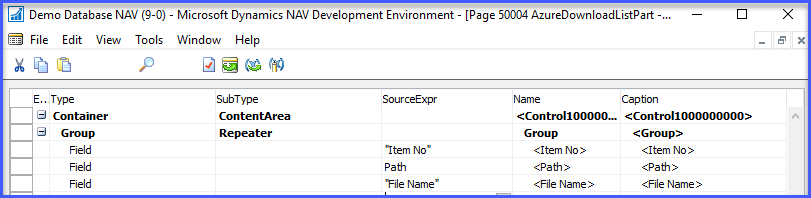 Demo Database NAV (9-0) - Microsoft Dynamics NAV Development Environment - [Page 50004 AzureDownloadListPart -...
File Edit View Tools Window Help
E.. Type SubType SourceExpr Name Caption
Container ContentArea <Control100000... <Control1000000000>
Group Repeater Group <Group>
Field "Item No" <Item No> <Item No>
Field Path <Path> <Path>
Field "File Name" <File Name> <File Name>